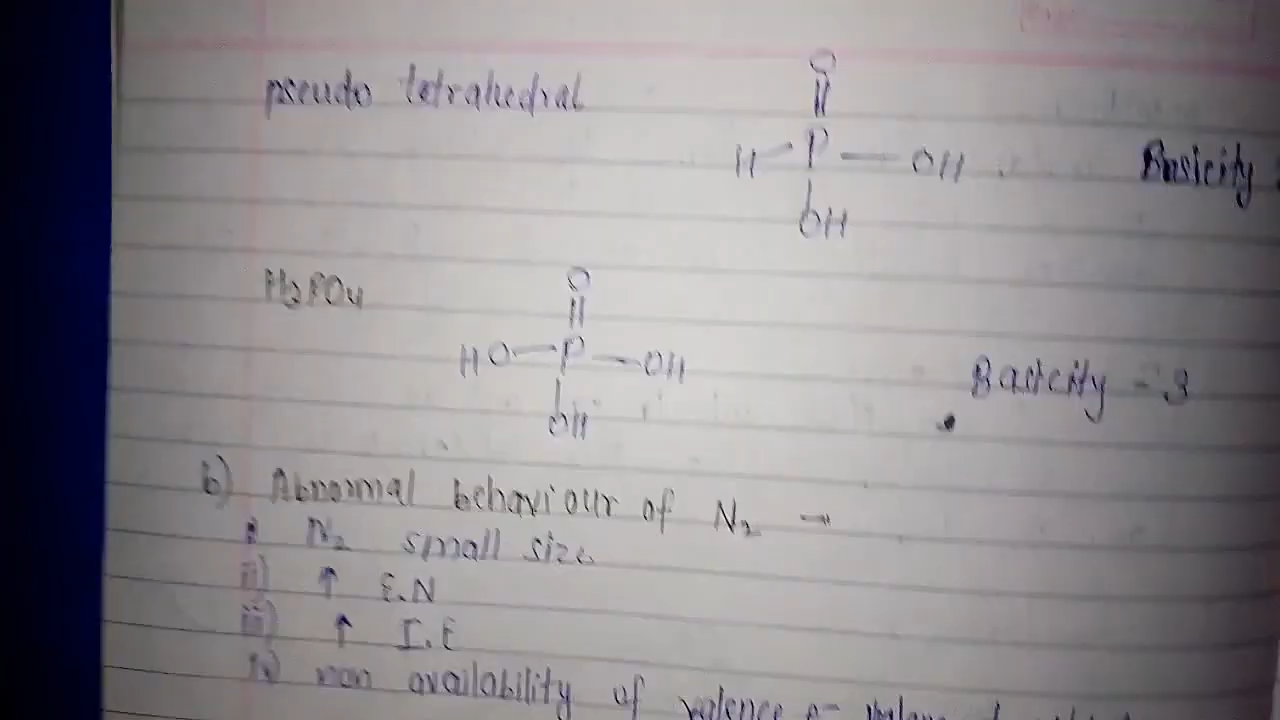 pseudo tetrahedral
O
||
H - P - OH Basicity
|
OH
H3PO4
O
||
HO - P - OH Basicity - 3
|
OH
b) Abnormal behaviour of N2 →
i N2 small size
ii) ↑ E.N
iii) ↑ I.E
iv) non availability of valence e-